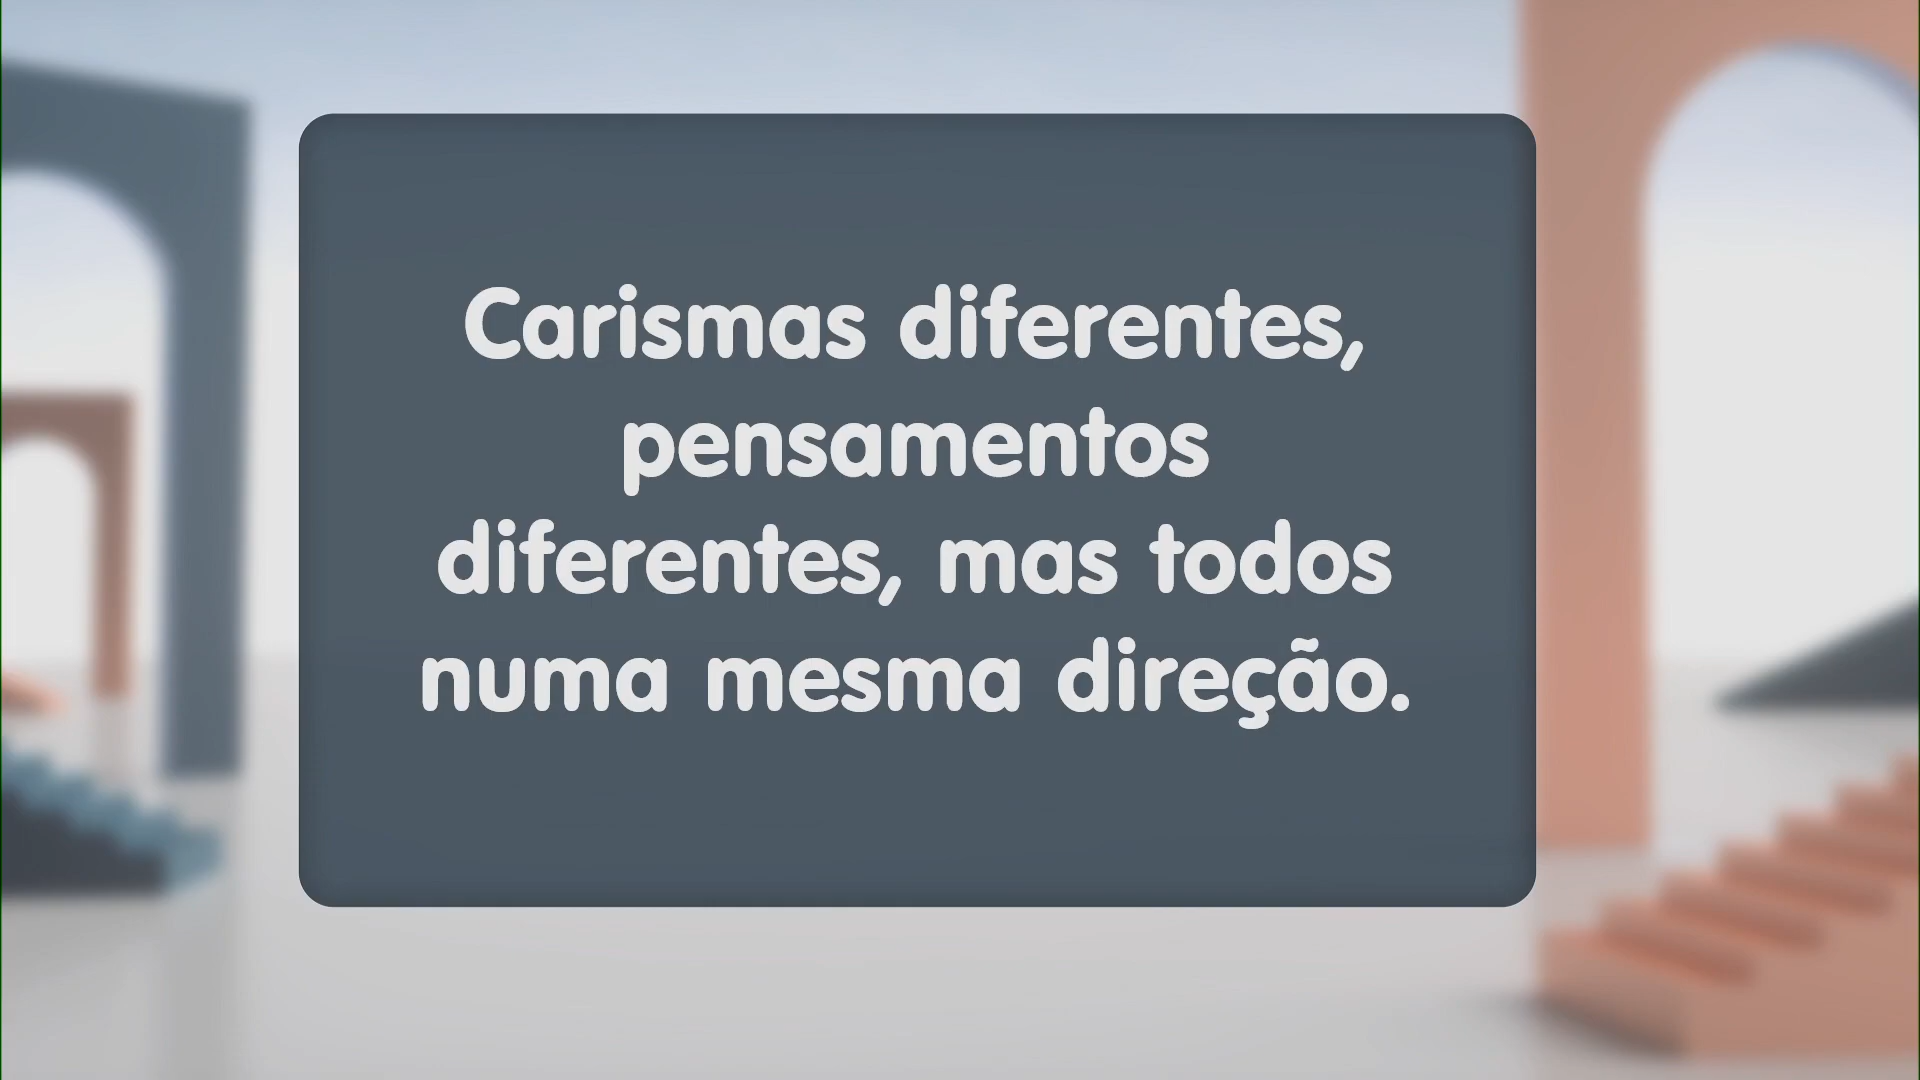 Carismas diferentes,
pensamentos
diferentes, mas todos
numa mesma direção.